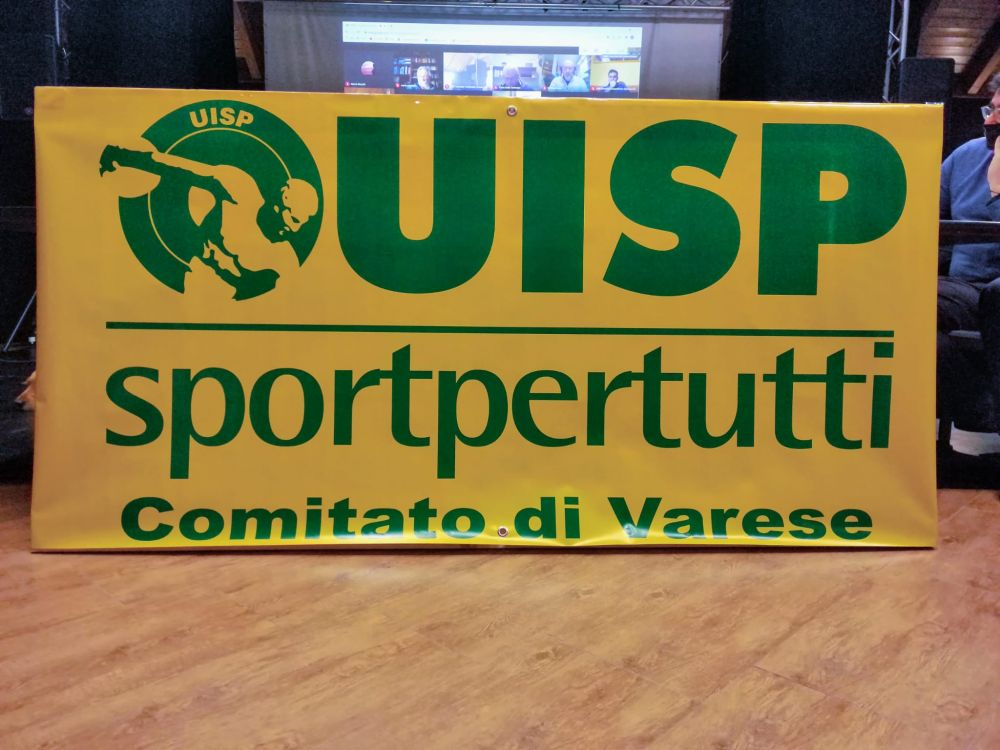 UISP
UISP
sportpertutti
Comitato di Varese